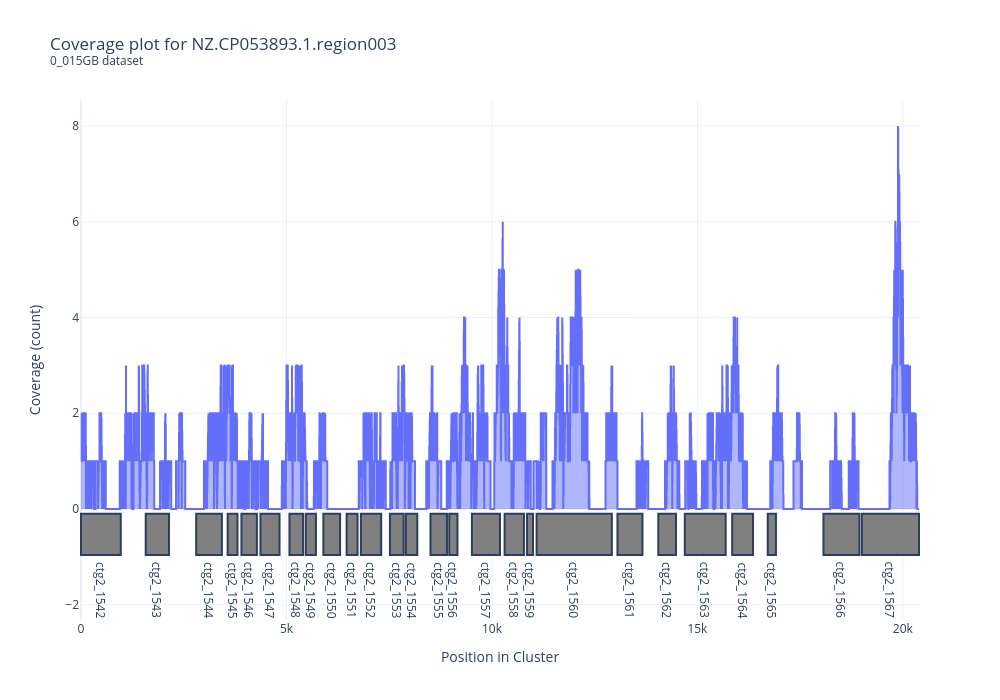 Coverage plot for NZ.CP053893.1.region003
0_015GB dataset
Coverage (count)
8
6
4
2
0
−2
ctg2_1542
ctg2_1543
ctg2_1544
ctg2_1545
ctg2_1546
ctg2_1547
ctg2_1548
ctg2_1549
ctg2_1550
ctg2_1551
ctg2_1552
ctg2_1553
ctg2_1554
ctg2_1555
ctg2_1556
ctg2_1557
ctg2_1558
ctg2_1559
ctg2_1560
ctg2_1561
ctg2_1562
ctg2_1563
ctg2_1564
ctg2_1565
ctg2_1566
ctg2_1567
0
5k
10k
15k
20k
Position in Cluster